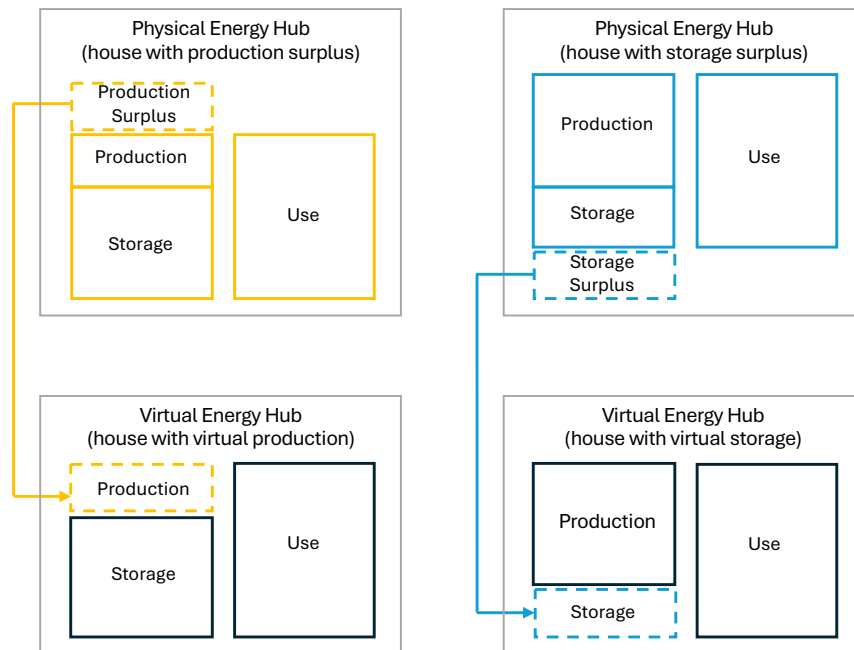 Physical Energy Hub
(house with production surplus)
Production
Surplus
Production
Storage
Use
Physical Energy Hub
(house with storage surplus)
Production
Storage
Storage
Surplus
Use
Virtual Energy Hub
(house with virtual production)
Production
Storage
Use
Virtual Energy Hub
(house with virtual storage)
Production
Storage
Use